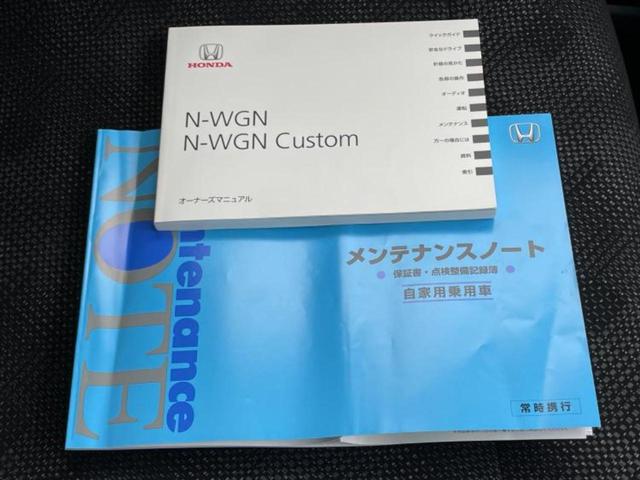 HONDA
N-WGN
N-WGN Custom
オーナーズマニュアル
クイックガイド
安全なドライブ
計器の見かた
各部の操作
オーディオ
運転
メンテナンス
万一の場合には
資料
索引
NOTE
ntenance
メンテナンスノート
保証書・点検整備記録簿
自家用乗用車
常時携行